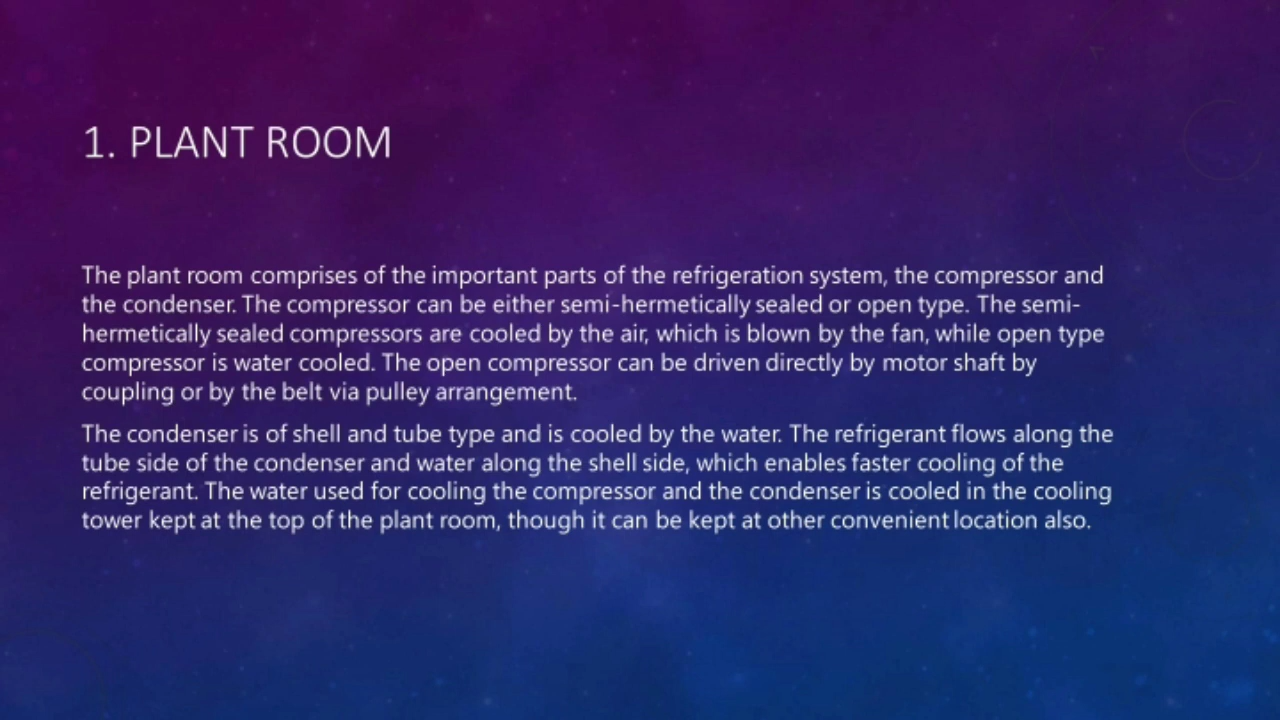 1. PLANT ROOM
The plant room comprises of the important parts of the refrigeration system, the compressor and
the condenser. The compressor can be either semi-hermetically sealed or open type. The semi-
hermetically sealed compressors are cooled by the air, which is blown by the fan, while open type
compressor is water cooled. The open compressor can be driven directly by motor shaft by
coupling or by the belt via pulley arrangement.
The condenser is of shell and tube type and is cooled by the water. The refrigerant flows along the
tube side of the condenser and water along the shell side, which enables faster cooling of the
refrigerant. The water used for cooling the compressor and the condenser is cooled in the cooling
tower kept at the top of the plant room, though it can be kept at other convenient location also.